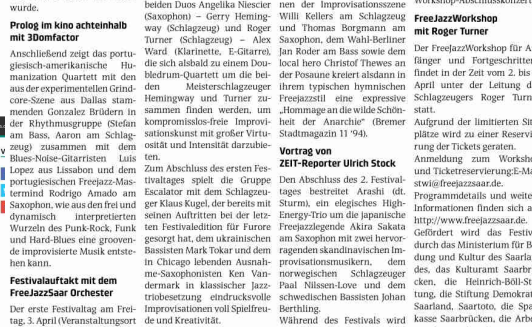 wurde.
Prolog im kino achteinhalb
mit 3Domfactor
Anschließend zeigt das portu-
giesisch-amerikanische Hu-
manization Quartett mit den
aus der experimentellen Grind-
core-Szene aus Dallas stam-
menden Gonzalez Brüdern in
der Rhythmusgruppe (Stefan
am Bass, Aaron am Schlag-
zeug) zusammen mit dem
Blues-Noise-Gitarristen Luis
Lopez aus Lissabon und dem
portugiesischen Freejazz-Mas-
termind Rodrigo Amado am
Saxophon, wie aus den frei und
dynamisch interpretierten
Wurzeln des Punk-Rock, Funk
und Hard-Blues eine grooven-
de improvisierte Musik entste-
hen kann.
Festivalauftakt mit dem
FreeJazzSaar Orchester
Der erste Festivaltag am Frei-
tag, 3. April (Veranstaltungsort
beiden Duos Angelika Niescier
(Saxophon) – Gerry Heming-
way (Schlagzeug) und Roger
Turner (Schlagzeug) – Alex
Ward (Klarinette, E-Gitarre),
die sich alsbald zu einem Dou-
bledrum-Quartett um die bei-
den Meisterschlagzeuger
Hemingway und Turner zu-
sammen finden werden, um
kompromisslos-freie Improvi-
sationskunst mit großer Virtu-
osität und Intensität darzubie-
ten.
Zum Abschluss des ersten Fes-
tivaltages spielt die Gruppe
Escalator mit dem Schlagzeu-
ger Klaus Kugel, der bereits mit
seinen Auftritten bei der letz-
ten Festivaledition für Furore
gesorgt hat, dem ukrainischen
Bassisten Mark Tokar und dem
in Chicago lebenden Ausnah-
me-Saxophonisten Ken Van-
dermark in klassischer Jazz-
triobesetzung eindrucksvolle
Improvisationen voll Spielfreu-
de und Kreativität.
nen der Improvisationsszene
Willi Kellers am Schlagzeug
und Thomas Borgmann am
Saxophon, dem Wahl-Berliner
Jan Roder am Bass sowie dem
local hero Christof Thewes an
der Posaune kreiert alsdann in
ihrem typischen hymnischen
Freejazzstil eine expressive
„Hommage an die wilde Schön-
heit der Anarchie“ (Bremer
Stadtmagazin 11 '94).
Vortrag von
ZEIT-Reporter Ulrich Stock
Den Abschluss des 2. Festival-
tages bestreitet Arashi (dt.
Sturm), ein elegisches High-
Energy-Trio um die japanische
Freejazzlegende Akira Sakata
am Saxophon mit zwei hervor-
ragenden skandinavischen Im-
provisationsmusikern, dem
norwegischen Schlagzeuger
Paal Nilssen-Love und dem
schwedischen Bassisten Johan
Berthling.
Während des Festivals wird
Workshop-Abschlusskonzert
FreeJazzWorkshop
mit Roger Turner
Der FreeJazzWorkshop für A
fänger und Fortgeschritten
findet in der Zeit vom 2. bis
April unter der Leitung d
Schlagzeugers Roger Turn
statt.
Aufgrund der limitierten Sit
plätze wird zu einer Reservi
rung der Tickets geraten.
Anmeldung zum Worksho
und Ticketreservierung:E-Ma
stwi@freejazzsaar.de.
Programmdetails und weite
Informationen finden sich a
http://www.freejazzsaar.de.
Gefördert wird das Festiv
durch das Ministerium für B
dung und Kultur des Saarla
des, das Kulturamt Saarbr
cken, die Heinrich-Böll-St
tung, die Stiftung Demokrat
Saarland, Saartoto, die Spa
kasse Saarbrücken, die Arbe